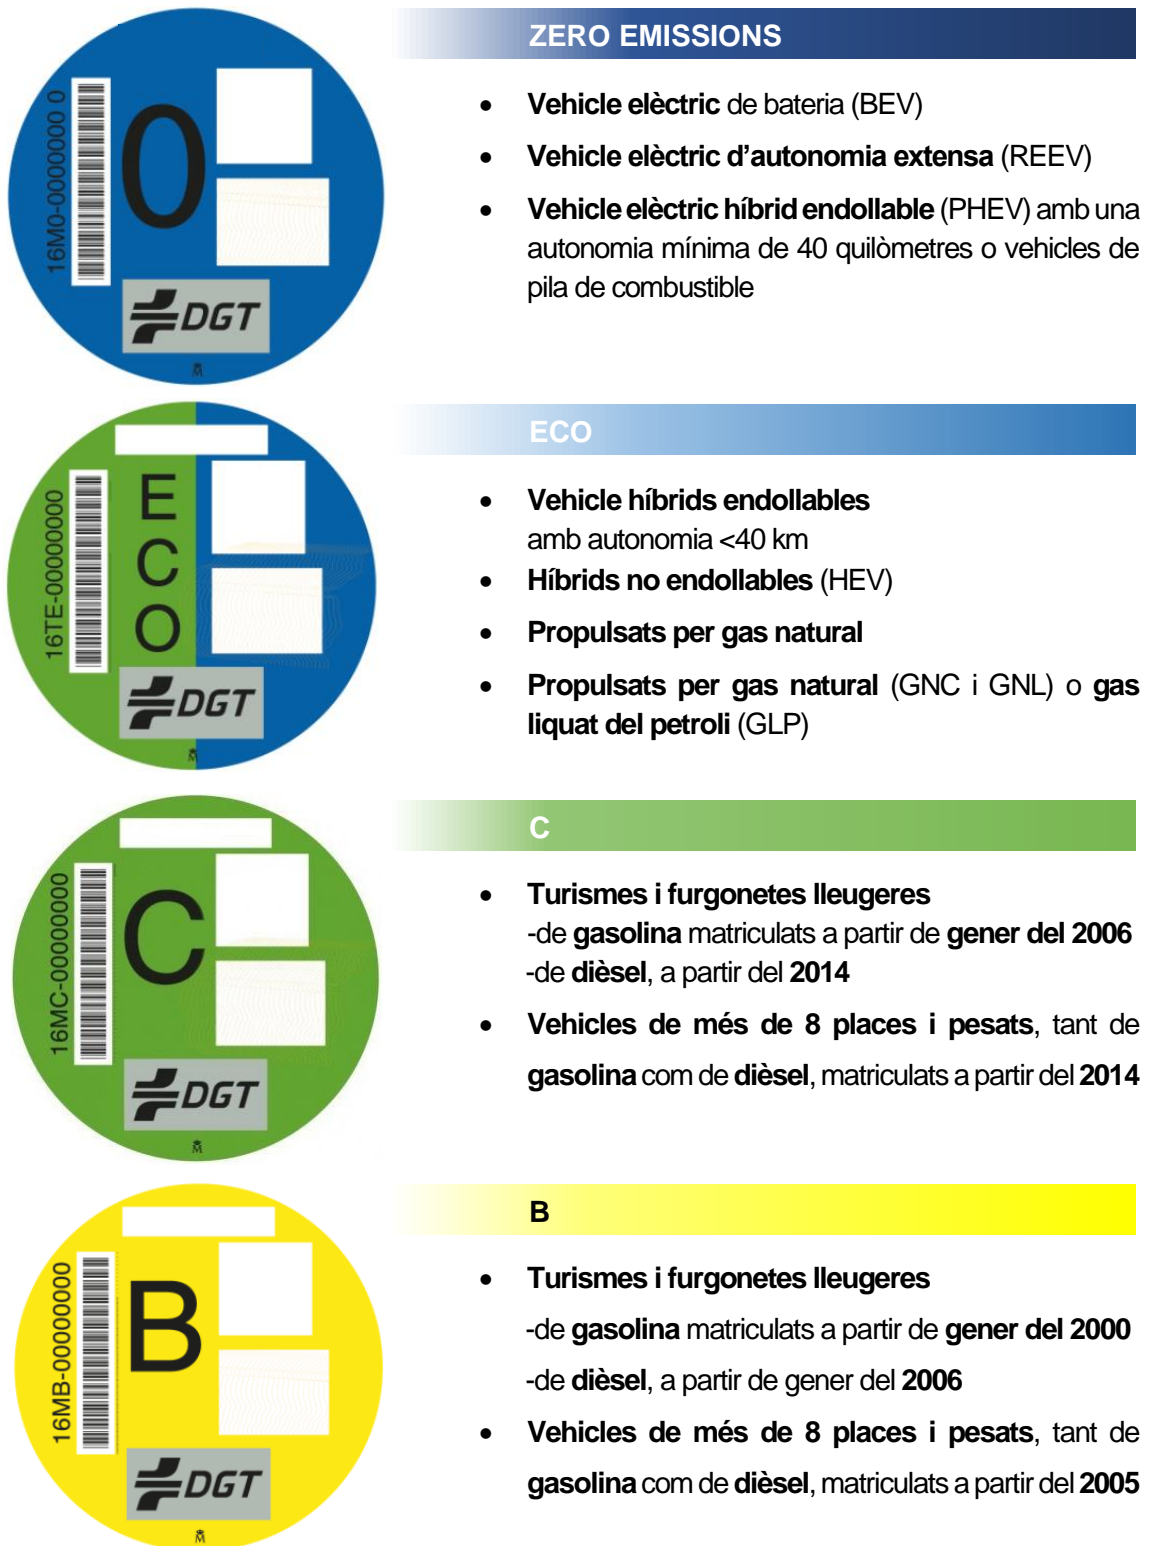 ZERO EMISSIONS
16M0-0000000 0
0
DGT
M
• Vehicle elèctric de bateria (BEV)
• Vehicle elèctric d’autonomia extensa (REEV)
• Vehicle elèctric híbrid endollable (PHEV) amb una
autonomia mínima de 40 quilòmetres o vehicles de
pila de combustible
ECO
16TE-00000000
E
C
O
DGT
M
• Vehicle híbrids endollables
amb autonomia <40 km
• Híbrids no endollables (HEV)
• Propulsats per gas natural
• Propulsats per gas natural (GNC i GNL) o gas
liquat del petroli (GLP)
C
16MC-00000000
C
DGT
M
• Turismes i furgonetes lleugeres
-de gasolina matriculats a partir de gener del 2006
-de dièsel, a partir del 2014
• Vehicles de més de 8 places i pesats, tant de
gasolina com de dièsel, matriculats a partir del 2014
B
16MB-00000000
B
DGT
M
• Turismes i furgonetes lleugeres
-de gasolina matriculats a partir de gener del 2000
-de dièsel, a partir de gener del 2006
• Vehicles de més de 8 places i pesats, tant de
gasolina com de dièsel, matriculats a partir del 2005